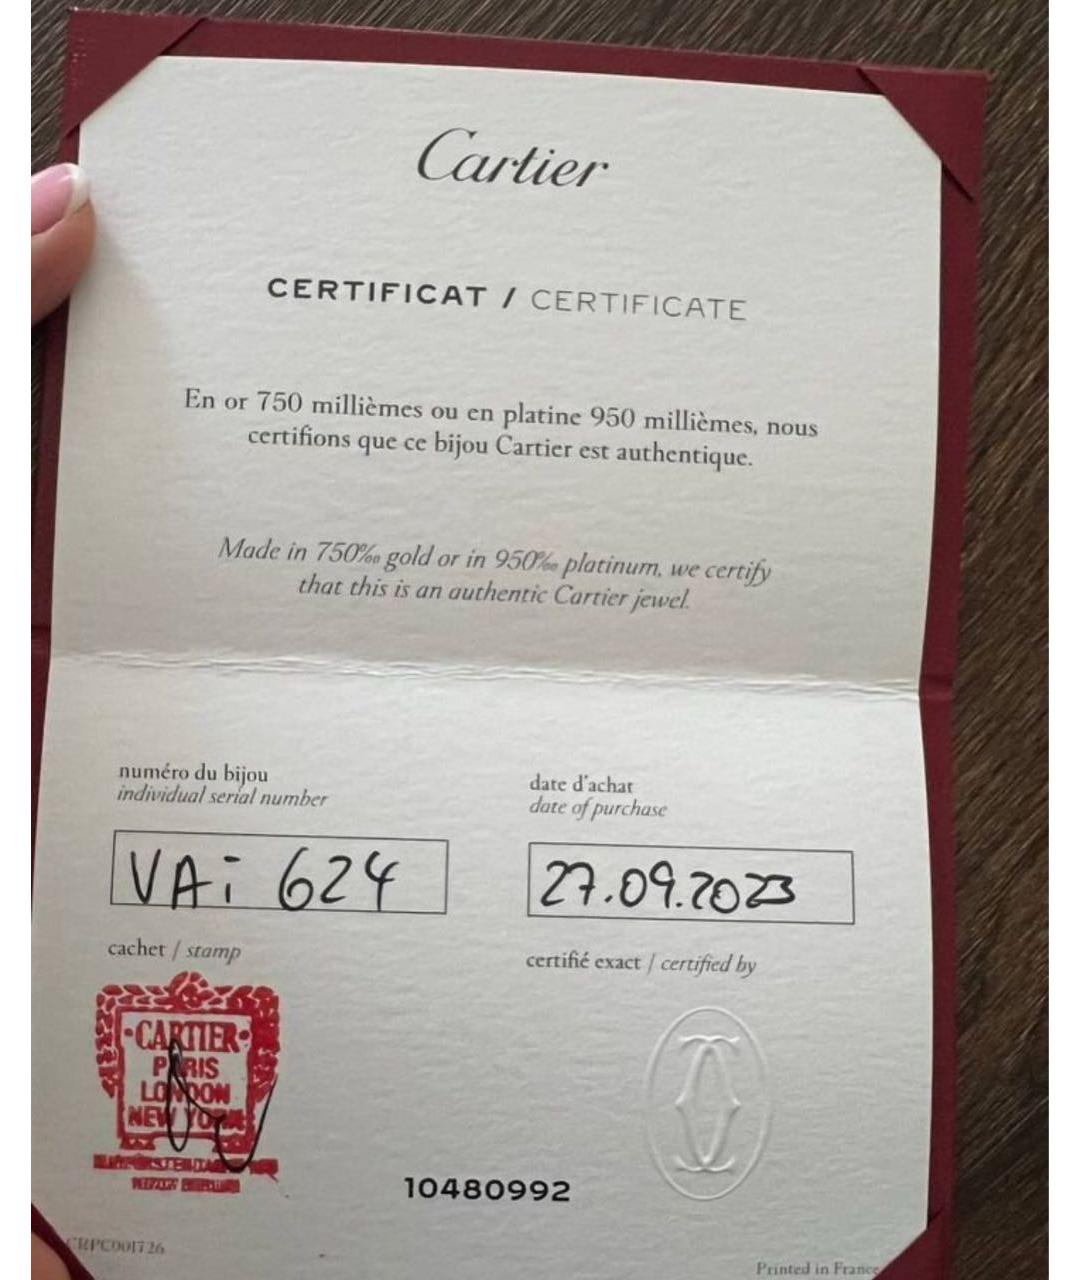 Cartier
CERTIFICAT / CERTIFICATE
En or 750 millièmes ou en platine 950 millièmes, nous
certifions que ce bijou Cartier est authentique.
Made in 750‰ gold or in 950‰ platinum, we certify
that this is an authentic Cartier jewel.
numéro du bijou
individual serial number
VAi 624
date d'achat
date of purchase
27.09.2023
cachet / stamp
certifié exact / certified by
CARTIER
PARIS
LONDON
NEW YORK
10480992
CRPC001726
Printed in France